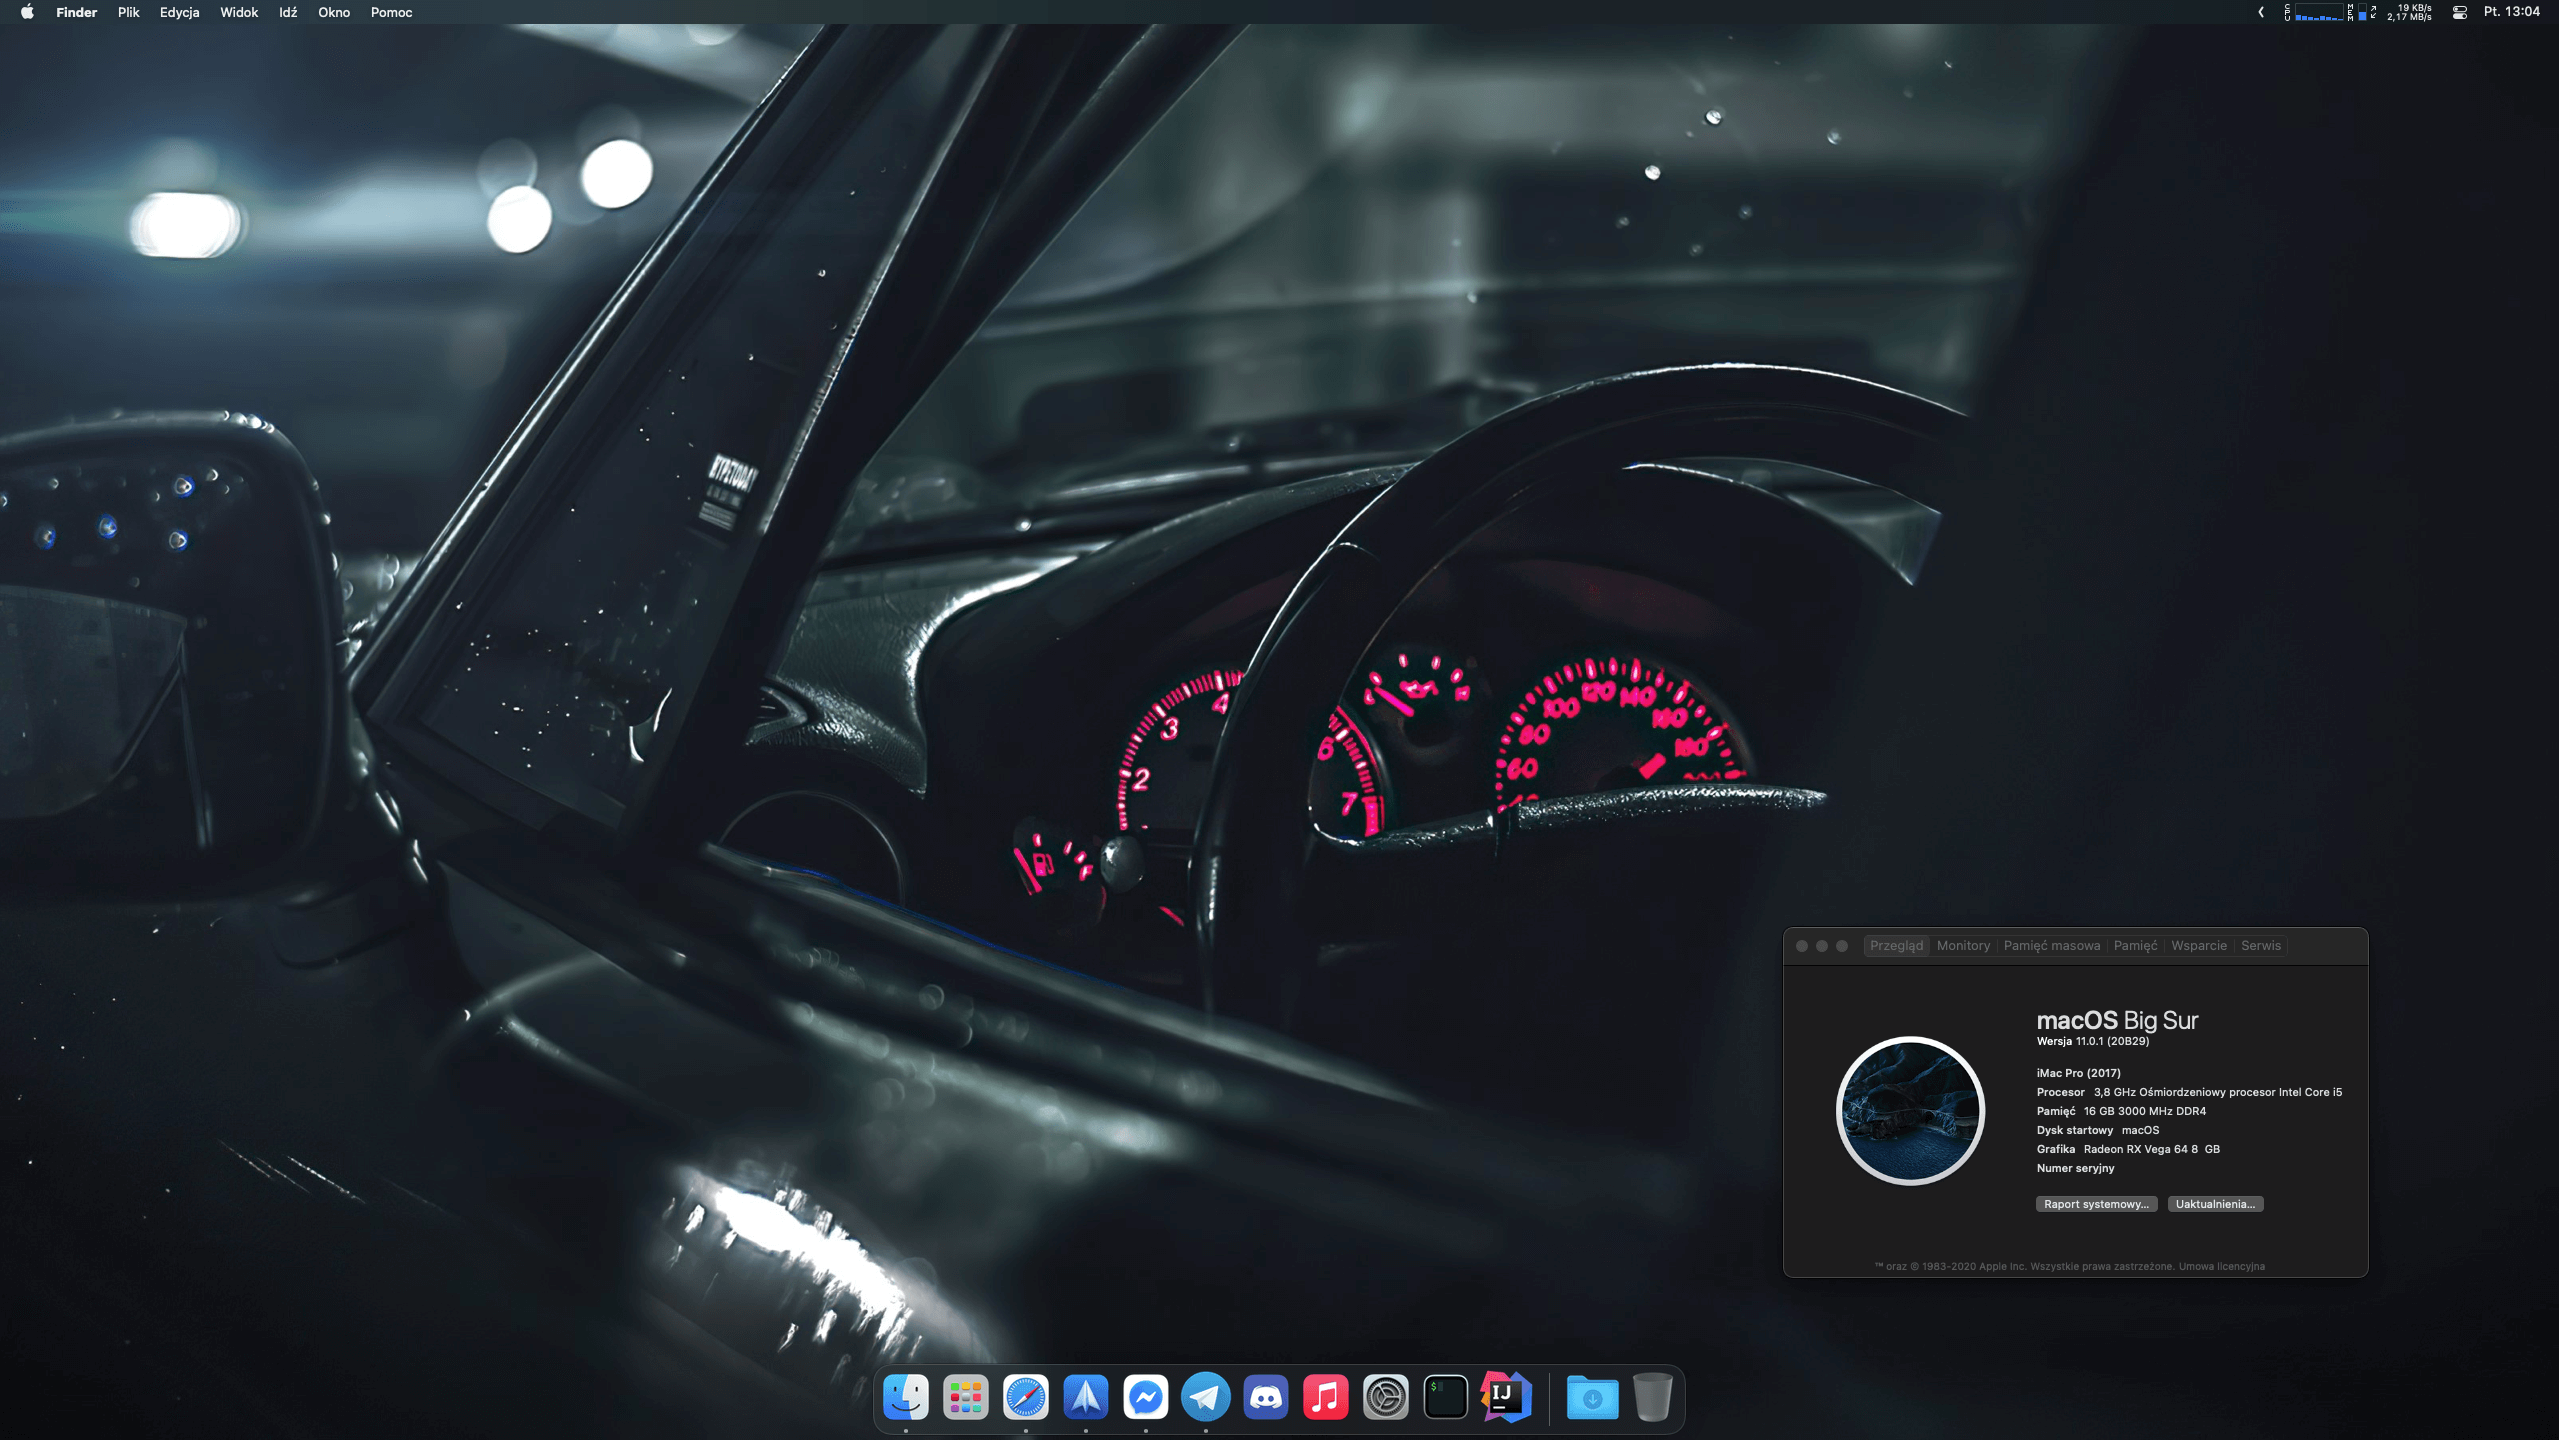 Finder Plik Edycja Widok Idź Okno Pomoc
CPU MEM 19 KB/s
2,17 MB/s
Pt. 13:04
HYPETODAY
2 3 4
6 7
60 80 100 120 140 160 180
Przegląd Monitory Pamięć masowa Pamięć Wsparcie Serwis
macOS Big Sur
Wersja 11.0.1 (20B29)
iMac Pro (2017)
Procesor 3,8 GHz Ośmiordzeniowy procesor Intel Core i5
Pamięć 16 GB 3000 MHz DDR4
Dysk startowy macOS
Grafika Radeon RX Vega 64 8 GB
Numer seryjny
Raport systemowy... Uaktualnienia...
™ oraz © 1983-2020 Apple Inc. Wszystkie prawa zastrzeżone. Umowa licencyjna
$
IJ